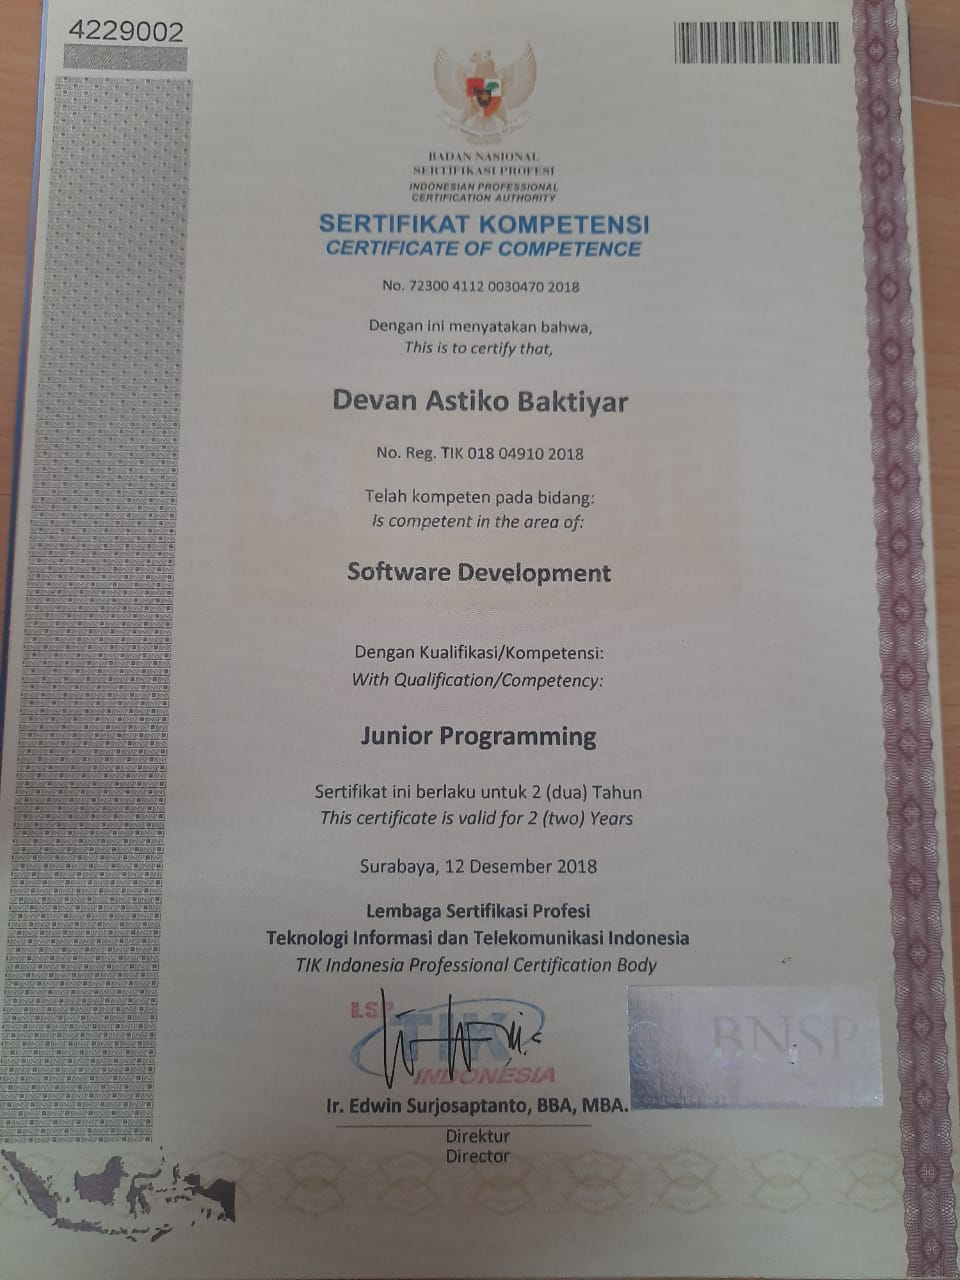 4229002
BADAN NASIONAL
SERTIFIKASI PROFESI
INDONESIAN PROFESSIONAL
CERTIFICATION AUTHORITY
SERTIFIKAT KOMPETENSI
CERTIFICATE OF COMPETENCE
No. 72300 4112 0030470 2018
Dengan ini menyatakan bahwa,
This is to certify that,
Devan Astiko Baktiyar
No. Reg. TIK 018 04910 2018
Telah kompeten pada bidang:
Is competent in the area of:
Software Development
Dengan Kualifikasi/Kompetensi:
With Qualification/Competency:
Junior Programming
Sertifikat ini berlaku untuk 2 (dua) Tahun
This certificate is valid for 2 (two) Years
Surabaya, 12 Desember 2018
Lembaga Sertifikasi Profesi
Teknologi Informasi dan Telekomunikasi Indonesia
TIK Indonesia Professional Certification Body
LSP
TIK
INDONESIA
BNSP
Ir. Edwin Surjosaptanto, BBA, MBA.
Direktur
Director